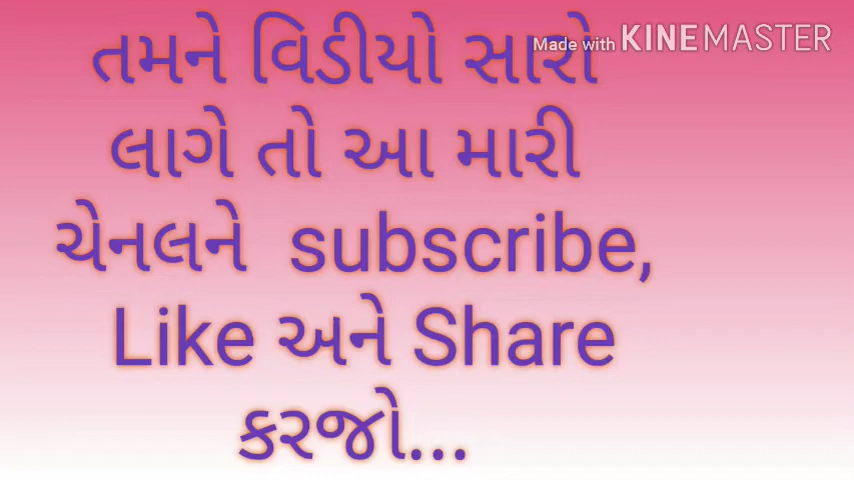 તમને વિડીયો સારો
Made with KINEMASTER
લાગે તો આ મારી
ચેનલને subscribe,
Like અને Share
કરજો...